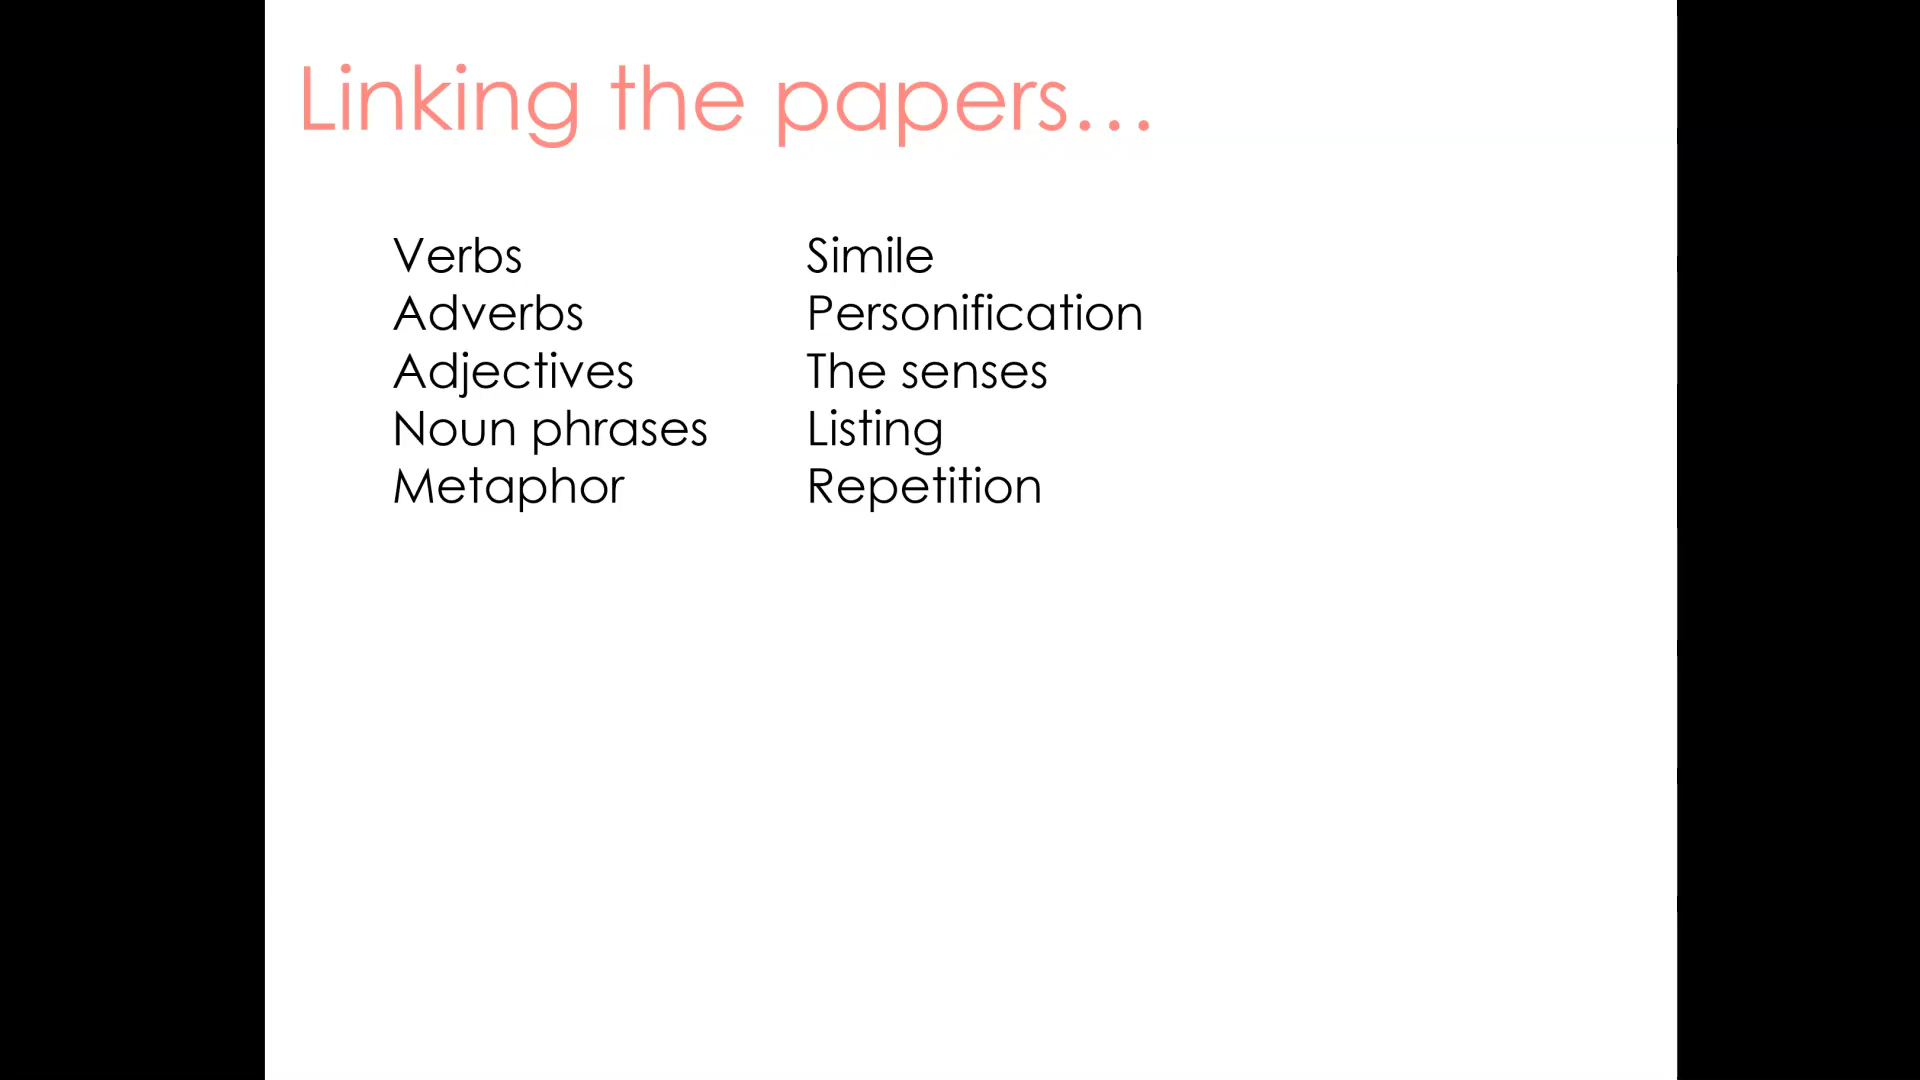 Linking the papers...
Verbs
Adverbs
Adjectives
Noun phrases
Metaphor
Simile
Personification
The senses
Listing
Repetition